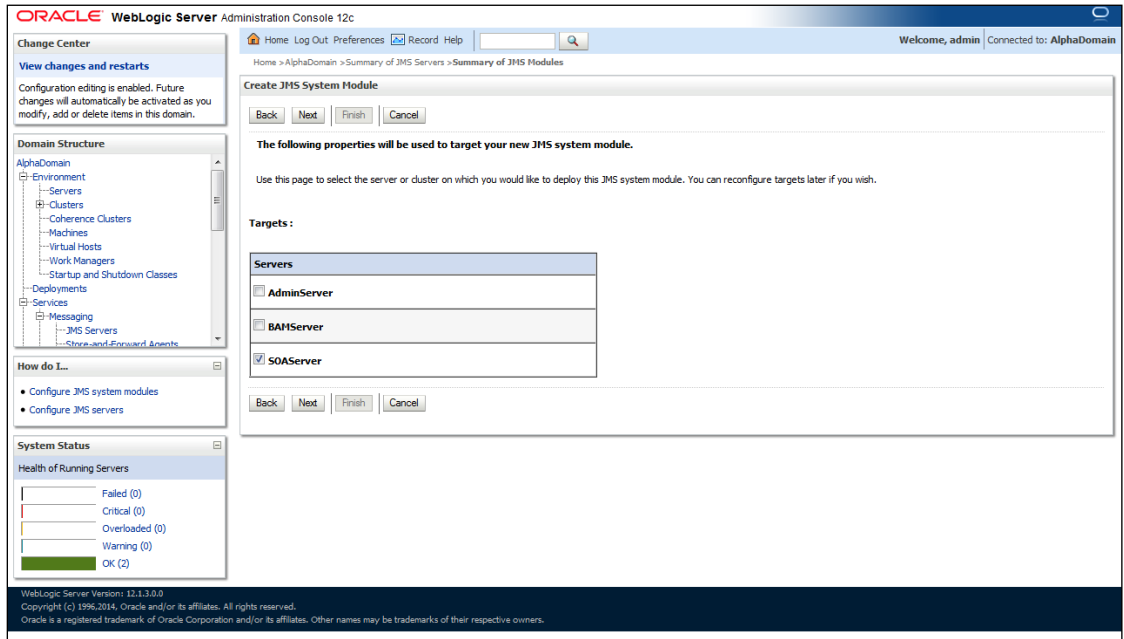 ORACLE WebLogic Server Administration Console 12c
Change Center
View changes and restarts
Configuration editing is enabled. Future
changes will automatically be activated as you
modify, add or delete items in this domain.
Domain Structure
AlphaDomain
Environment
Servers
Clusters
Coherence Clusters
Machines
Virtual Hosts
Work Managers
Startup and Shutdown Classes
Deployments
Services
Messaging
JMS Servers
Store-and-Forward Agents
How do I...
Configure JMS system modules
Configure JMS servers
System Status
Health of Running Servers
Failed (0)
Critical (0)
Overloaded (0)
Warning (0)
OK (2)
Home Log Out Preferences Record Help
Welcome, admin Connected to: AlphaDomain
Home >AlphaDomain >Summary of JMS Servers >Summary of JMS Modules
Create JMS System Module
Back Next Finish Cancel
The following properties will be used to target your new JMS system module.
Use this page to select the server or cluster on which you would like to deploy this JMS system module. You can reconfigure targets later if you wish.
Targets :
Servers
AdminServer
BAMServer
SOAServer
Back Next Finish Cancel
WebLogic Server Version: 12.1.3.0.0
Copyright (c) 1996,2014, Oracle and/or its affiliates. All rights reserved.
Oracle is a registered trademark of Oracle Corporation and/or its affiliates. Other names may be trademarks of their respective owners.